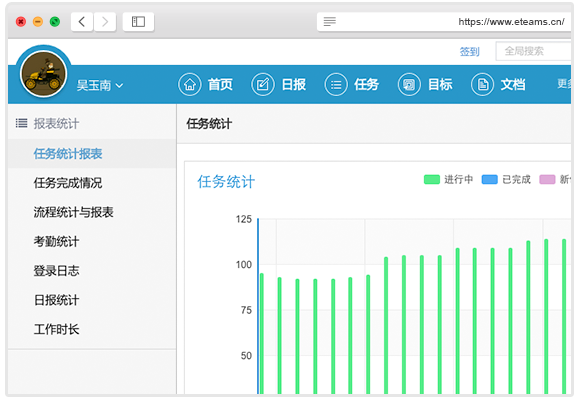 https://www.eteams.cn/
签到
全局搜索
吴玉南
首页
日报
任务
目标
文档
报表统计
任务统计报表
任务完成情况
流程统计与报表
考勤统计
登录日志
日报统计
工作时长
任务统计
任务统计
进行中
已完成
125
100
75
50